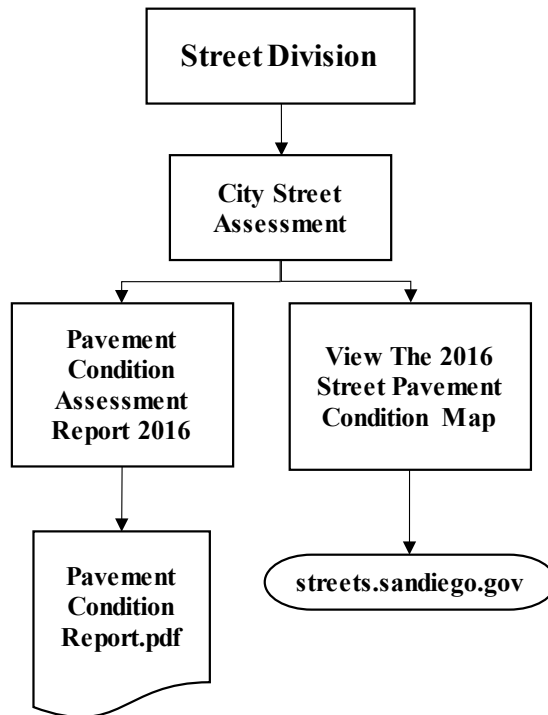 Street Division
City Street
Assessment
Pavement
Condition
Assessment
Report 2016
View The 2016
Street Pavement
Condition Map
Pavement
Condition
Report.pdf
streets.sandiego.gov